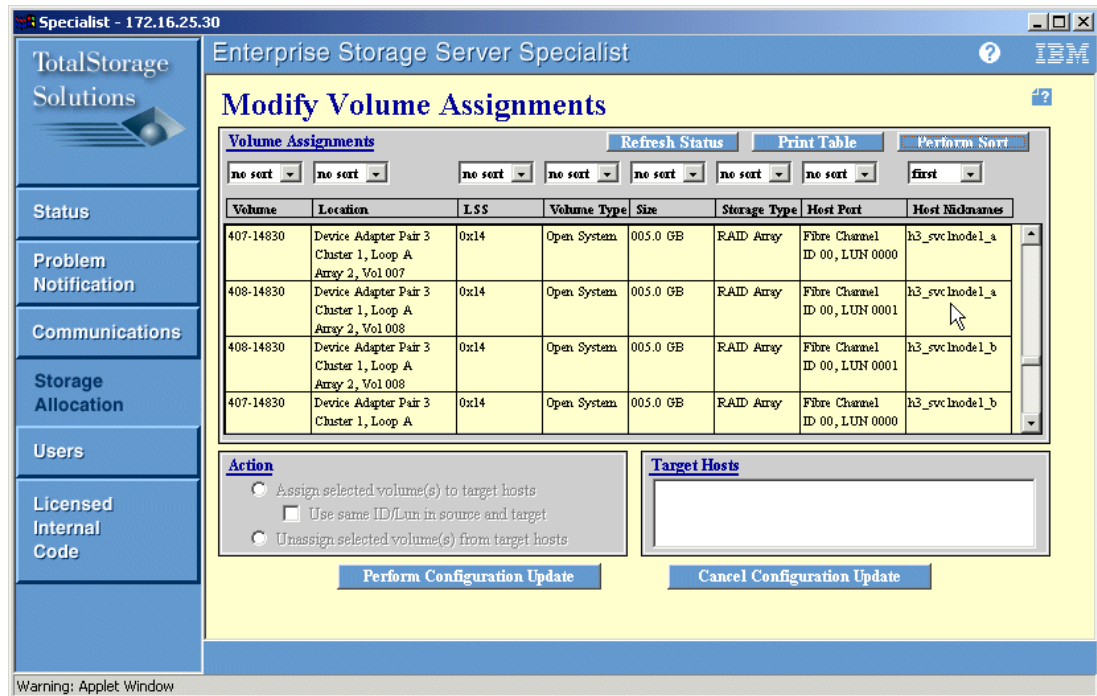 Specialist - 172.16.25.30
TotalStorage
Solutions
Enterprise Storage Server Specialist
?
IBM
Modify Volume Assignments
?
Volume Assignments
Refresh Status
Print Table
Perform Sort
no sort no sort no sort no sort no sort no sort no sort first
Volume Location LSS Volume Type Size Storage Type Host Port Host Nicknames
407-14830 Device Adapter Pair 3 0x14 Open System 005.0 GB RAID Array Fibre Channel h3_svc1node1_a
Cluster 1, Loop A ID 00, LUN 0000
Array 2, Vol 007
408-14830 Device Adapter Pair 3 0x14 Open System 005.0 GB RAID Array Fibre Channel h3_svc1node1_a
Cluster 1, Loop A ID 00, LUN 0001
Array 2, Vol 008
408-14830 Device Adapter Pair 3 0x14 Open System 005.0 GB RAID Array Fibre Channel h3_svc1node1_b
Cluster 1, Loop A ID 00, LUN 0001
Array 2, Vol 008
407-14830 Device Adapter Pair 3 0x14 Open System 005.0 GB RAID Array Fibre Channel h3_svc1node1_b
Cluster 1, Loop A ID 00, LUN 0000
Status
Problem
Notification
Communications
Storage
Allocation
Users
Licensed
Internal
Code
Action
Assign selected volume(s) to target hosts
Use same ID/Lun in source and target
Unassign selected volume(s) from target hosts
Target Hosts
Perform Configuration Update
Cancel Configuration Update
Warning: Applet Window